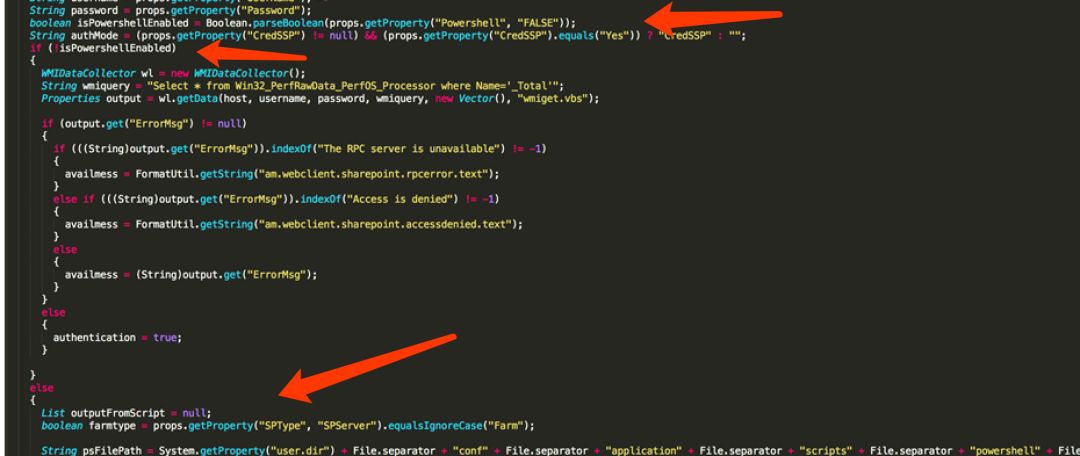 String password = props.getProperty("Password");
boolean isPowershellEnabled = Boolean.parseBoolean(props.getProperty("Powershell", "FALSE"));
String authMode = (props.getProperty("CredSSP") != null) && (props.getProperty("CredSSP").equals("Yes")) ? "CredSSP" : "";
if (!isPowershellEnabled)
{
WMIDataCollector wl = new WMIDataCollector();
String wmiquery = "Select * from Win32_PerfRawData_PerfOS_Processor where Name='_Total'";
Properties output = wl.getData(host, username, password, wmiquery, new Vector(), "wmiget.vbs");
if (output.get("ErrorMsg") != null)
{
if (((String)output.get("ErrorMsg")).indexOf("The RPC server is unavailable") != -1)
{
availmess = FormatUtil.getString("am.webclient.sharepoint.rpcerror.text");
}
else if (((String)output.get("ErrorMsg")).indexOf("Access is denied") != -1)
{
availmess = FormatUtil.getString("am.webclient.sharepoint.accessdenied.text");
}
else
{
availmess = (String)output.get("ErrorMsg");
}
}
else
{
authentication = true;
}
}
else
{
List outputFromScript = null;
boolean farmtype = props.getProperty("SPType", "SPServer").equalsIgnoreCase("Farm");
String psFilePath = System.getProperty("user.dir") + File.separator + "conf" + File.separator + "application" + File.separator + "scripts" + File.separator + "powershell" + File